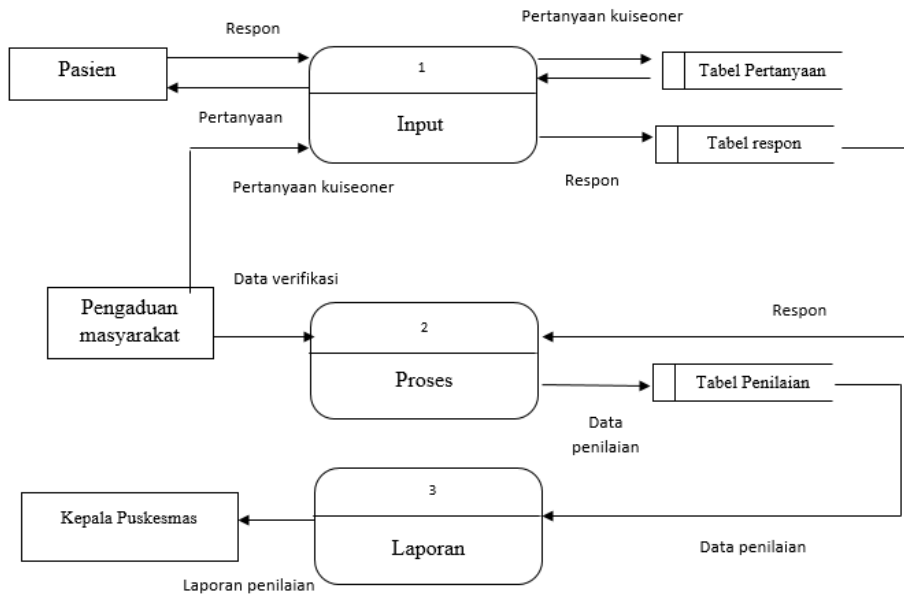 Pertanyaan kuiseoner
Respon
Pasien
1
Input
Tabel Pertanyaan
Pertanyaan
Tabel respon
Respon
Pertanyaan kuiseoner
Data verifikasi
Pengaduan
masyarakat
2
Proses
Respon
Tabel Penilaian
Data
penilaian
3
Laporan
Kepala Puskesmas
Data penilaian
Laporan penilaian